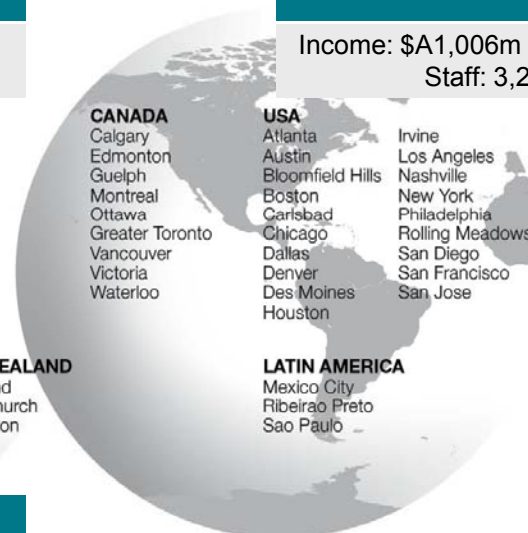 Income: $A1,006m
Staff: 3,2
CANADA
Calgary
Edmonton
Guelph
Montreal
Ottawa
Greater Toronto
Vancouver
Victoria
Waterloo
USA
Atlanta
Austin
Bloomfield Hills
Boston
Carlsbad
Chicago
Dallas
Denver
Des Moines
Houston
Irvine
Los Angeles
Nashville
New York
Philadelphia
Rolling Meadows
San Diego
San Francisco
San Jose
EALAND
d
hurch
on
LATIN AMERICA
Mexico City
Ribeirao Preto
Sao Paulo